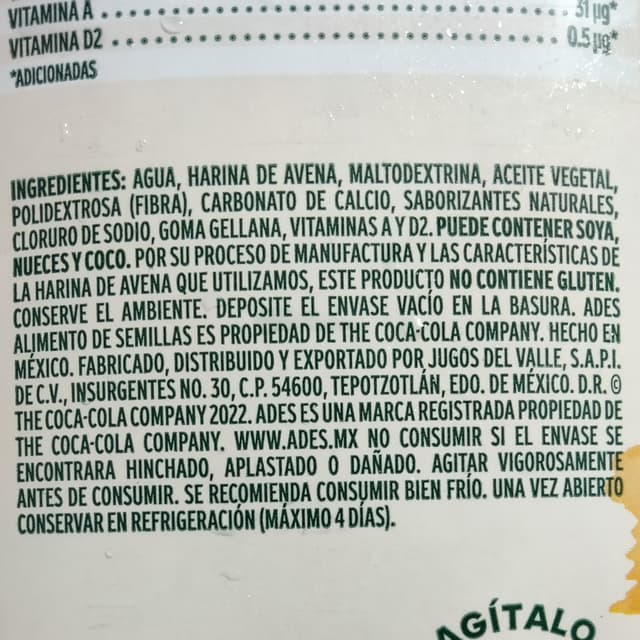 VITAMINA A 31 µg*
VITAMINA D2 0.5 µg*
*ADICIONADAS
INGREDIENTES: AGUA, HARINA DE AVENA, MALTODEXTRINA, ACEITE VEGETAL,
POLIDEXTROSA (FIBRA), CARBONATO DE CALCIO, SABORIZANTES NATURALES,
CLORURO DE SODIO, GOMA GELLANA, VITAMINAS A Y D2. PUEDE CONTENER SOYA,
NUECES Y COCO. POR SU PROCESO DE MANUFACTURA Y LAS CARACTERÍSTICAS DE
LA HARINA DE AVENA QUE UTILIZAMOS, ESTE PRODUCTO NO CONTIENE GLUTEN.
CONSERVE EL AMBIENTE. DEPOSITE EL ENVASE VACÍO EN LA BASURA. ADES
ALIMENTO DE SEMILLAS ES PROPIEDAD DE THE COCA-COLA COMPANY. HECHO EN
MÉXICO. FABRICADO, DISTRIBUIDO Y EXPORTADO POR JUGOS DEL VALLE, S.A.P.I.
DE C.V., INSURGENTES NO. 30, C.P. 54600, TEPOTZOTLÁN, EDO. DE MÉXICO. D.R. ©
THE COCA-COLA COMPANY 2022. ADES ES UNA MARCA REGISTRADA PROPIEDAD DE
THE COCA-COLA COMPANY. WWW.ADES.MX NO CONSUMIR SI EL ENVASE SE
ENCONTRARA HINCHADO, APLASTADO O DAÑADO. AGITAR VIGOROSAMENTE
ANTES DE CONSUMIR. SE RECOMIENDA CONSUMIR BIEN FRÍO. UNA VEZ ABIERTO
CONSERVAR EN REFRIGERACIÓN (MÁXIMO 4 DÍAS).
AGÍTALO